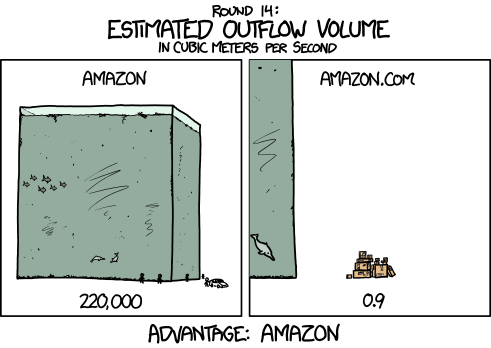 ROUND 14:
ESTIMATED OUTFLOW VOLUME
IN CUBIC METERS PER SECOND
AMAZON
220,000
AMAZON.COM
0.9
ADVANTAGE: AMAZON